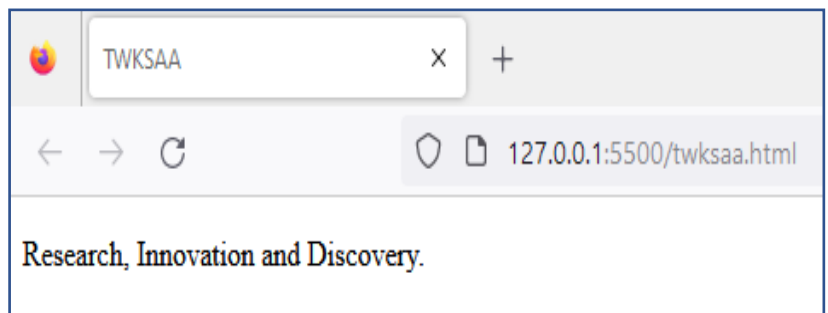 TWKSAA
127.0.0.1:5500/twksaa.html
Research, Innovation and Discovery.